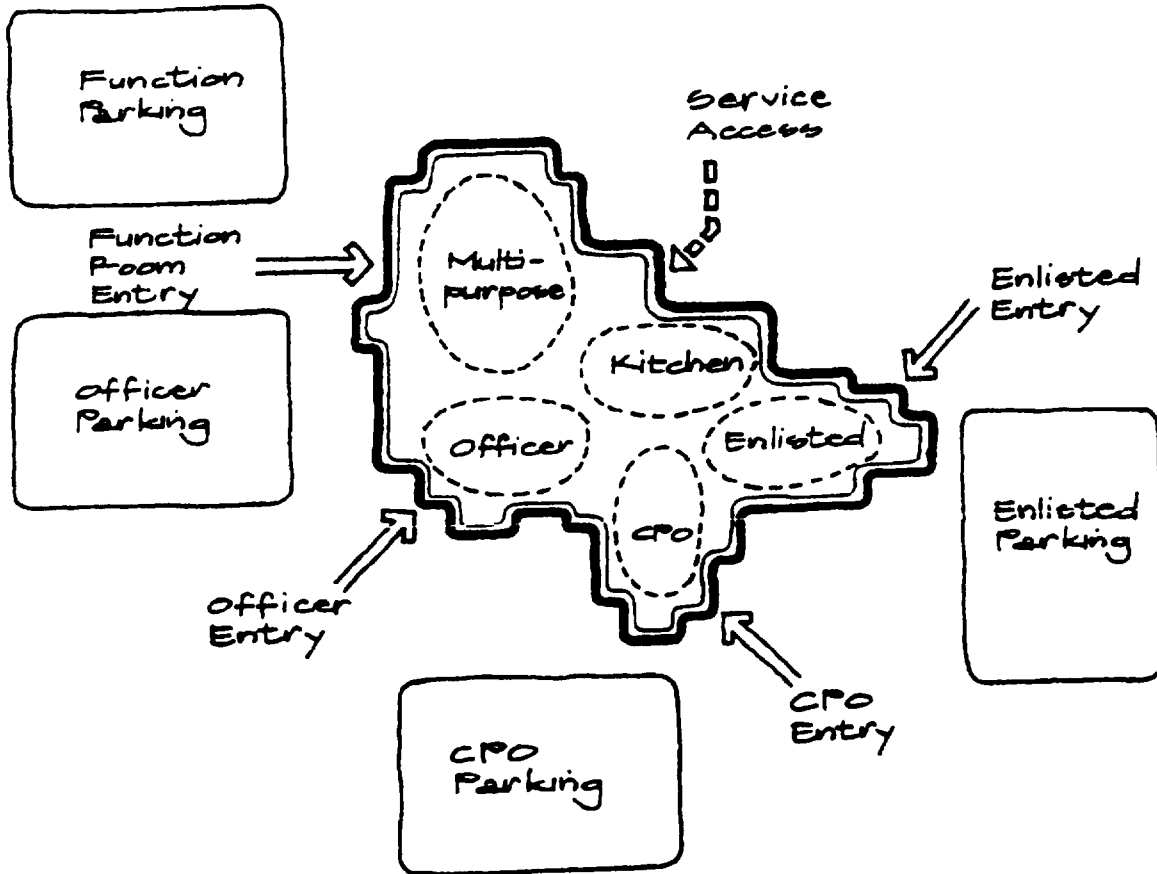 Function
Parking
Service
Access
Function
Room
Entry
Multi-
purpose
Enlisted
Entry
Kitchen
Officer
Parking
Officer
Enlisted
CPO
Enlisted
Parking
Officer
Entry
CPO
Entry
CPO
Parking